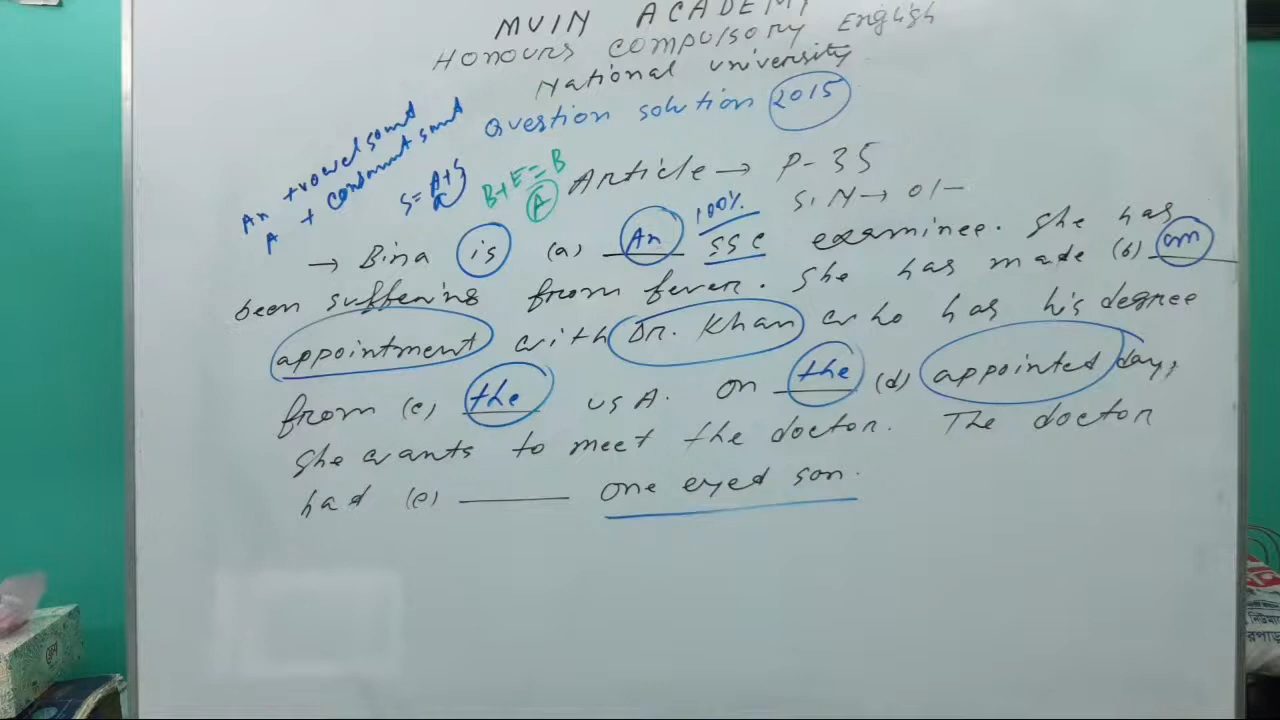 MUIN ACADEMY
Honours compulsory English
National university
Question solution 2015
An + vowel sount
A + consonant sount
S = A+S
B+E = B
A
Article → P-35
S.N → 01-
→ Bina is (a) An 100% SSC examinee. She has
been suffering from fever. She has made (b) an
appointment with Dr. Khan who has his degree
from (c) the USA. On the (d) appointed day,
she wants to meet the doctor. The doctor
had (e) ______ one eyed son.